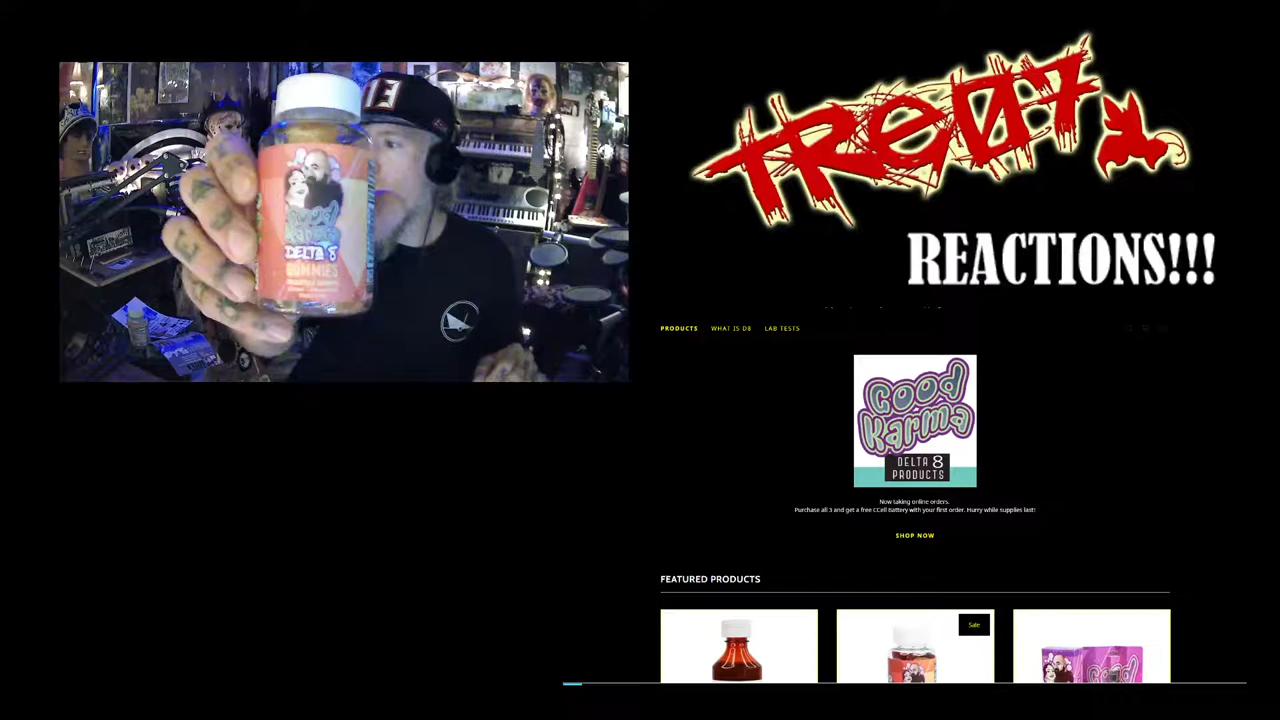 TRE07
REACTIONS!!!
PRODUCTS WHAT IS D8 LAB TESTS
Good
Karma
DELTA 8
PRODUCTS
Now taking online orders.
Purchase all 3 and get a free CCell Battery with your first order. Hurry while supplies last!
SHOP NOW
FEATURED PRODUCTS
Sale
Good
Good
Karma
DELTA 8
GUMMIES